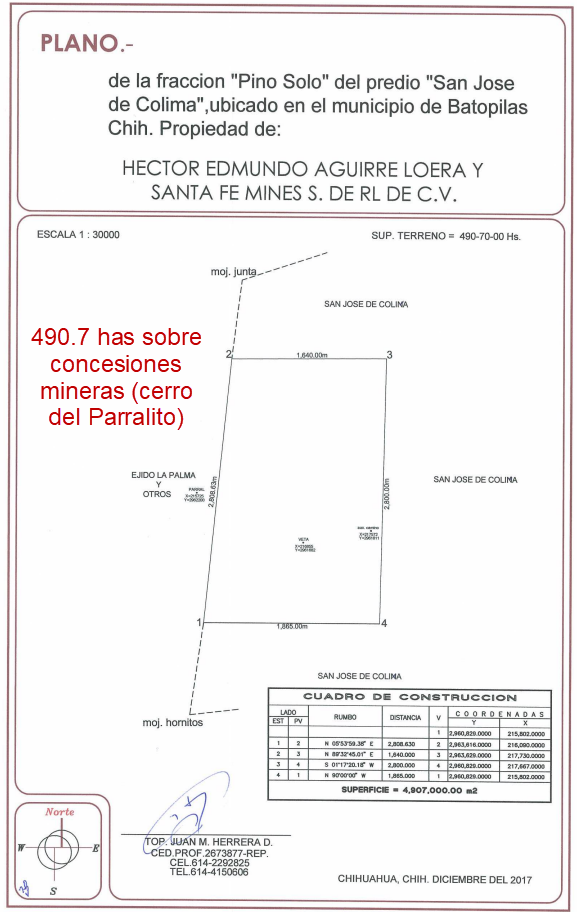 PLANO.-
de la fraccion "Pino Solo" del predio "San Jose
de Colima",ubicado en el municipio de Batopilas
Chih. Propiedad de:
HECTOR EDMUNDO AGUIRRE LOERA Y
SANTA FE MINES S. DE RL DE C.V.
ESCALA 1 : 30000
SUP. TERRENO = 490-70-00 Hs.
moj. junta
SAN JOSE DE COLIMA
490.7 has sobre
concesiones
mineras (cerro
del Parralito)
2
1,640.00m
3
EJIDO LA PALMA
Y
OTROS
2,808.63m
2,800.00m
SAN JOSE DE COLIMA
VETA
1
1,865.00m
4
SAN JOSE DE COLIMA
moj. hornitos
CUADRO DE CONSTRUCCION
LADO RUMBO DISTANCIA V COORDENADAS
EST PV Y X
1 2,960,829.0000 215,802.0000
1 2 N 05'53'59.38" E 2,808.630 2 2,963,616.0000 216,090.0000
2 3 N 89'32'45.01" E 1,640.000 3 2,963,629.0000 217,730.0000
3 4 S 01'17'20.18" W 2,800.000 4 2,960,829.0000 217,667.0000
4 1 N 90'00'00" W 1,865.000 1 2,960,829.0000 215,802.0000
SUPERFICIE = 4,907,000.00 m2
Norte
W E
S
TOP. JUAN M. HERRERA D.
CED.PROF.2673877-REP.
CEL.614-2292825
TEL.614-4150606
CHIHUAHUA, CHIH. DICIEMBRE DEL 2017